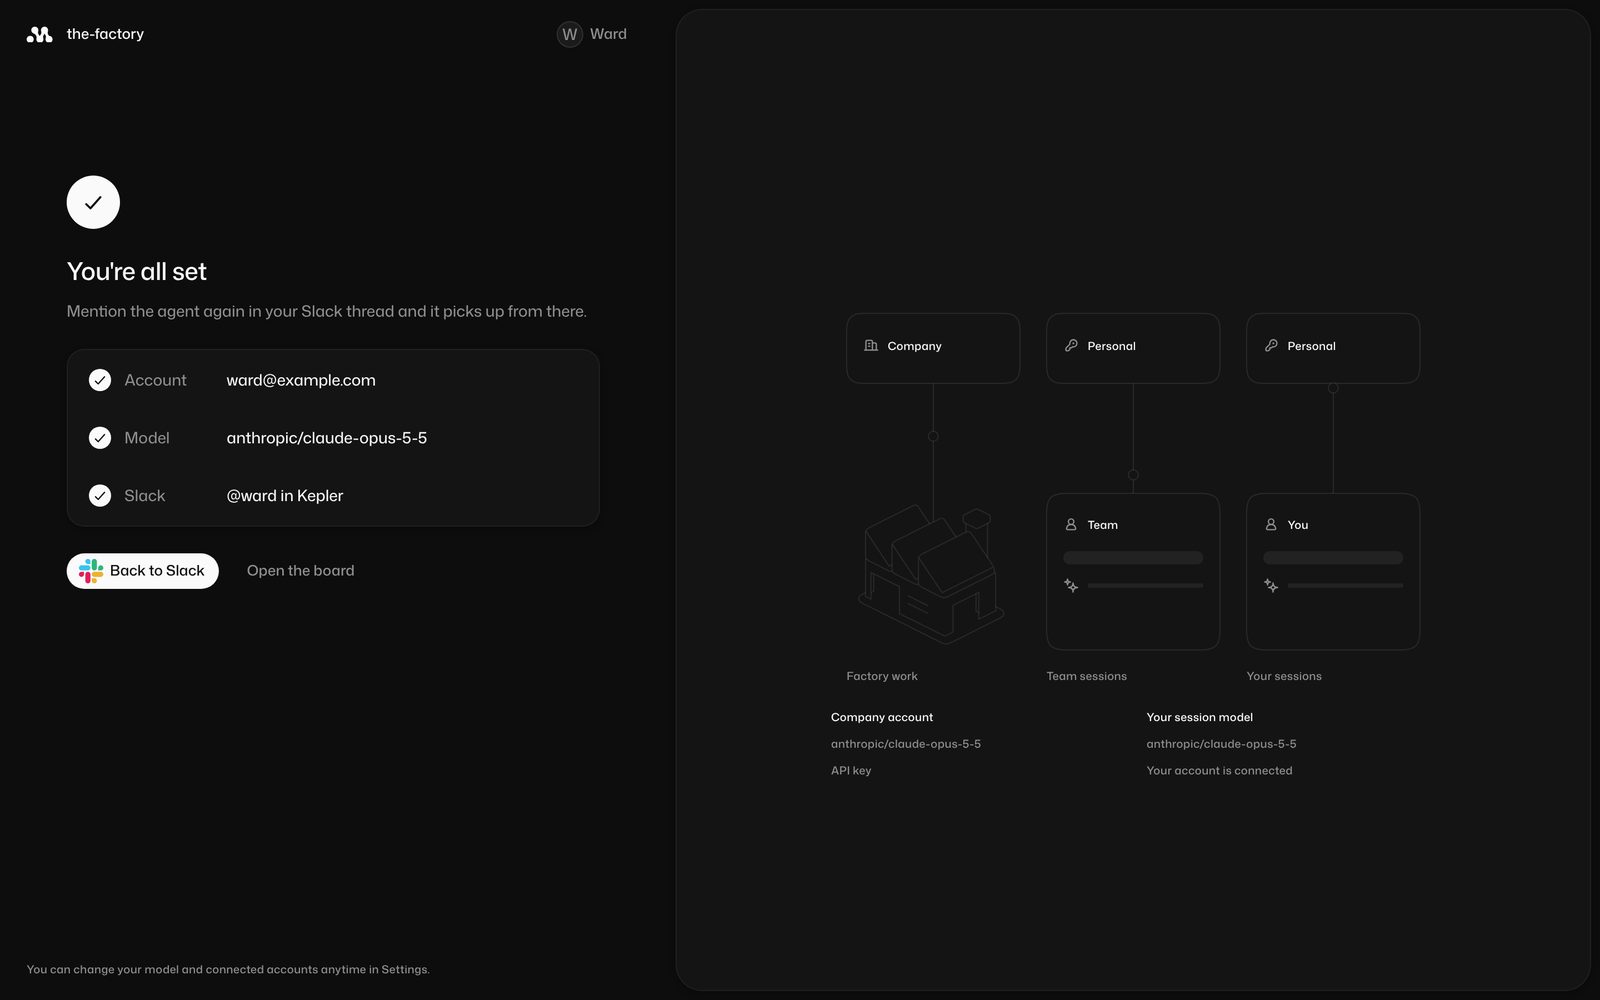 the-factory
W Ward
You're all set
Mention the agent again in your Slack thread and it picks up from there.
Account ward@example.com
Model anthropic/claude-opus-5-5
Slack @ward in Kepler
Back to Slack
Open the board
You can change your model and connected accounts anytime in Settings.
Company
Personal
Personal
Team
You
Factory work
Team sessions
Your sessions
Company account
anthropic/claude-opus-5-5
API key
Your session model
anthropic/claude-opus-5-5
Your account is connected